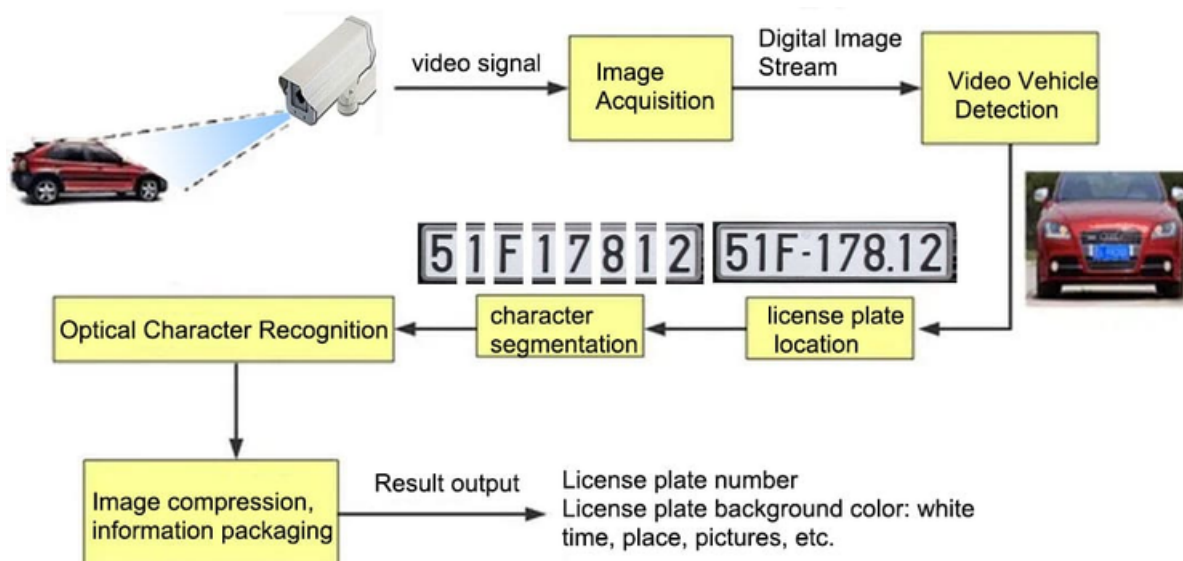 video signal
Image
Acquisition
Digital Image
Stream
Video Vehicle
Detection
51F-178.12
51F17812
license plate
location
character
segmentation
Optical Character Recognition
Image compression,
information packaging
Result output
License plate number
License plate background color: white
time, place, pictures, etc.